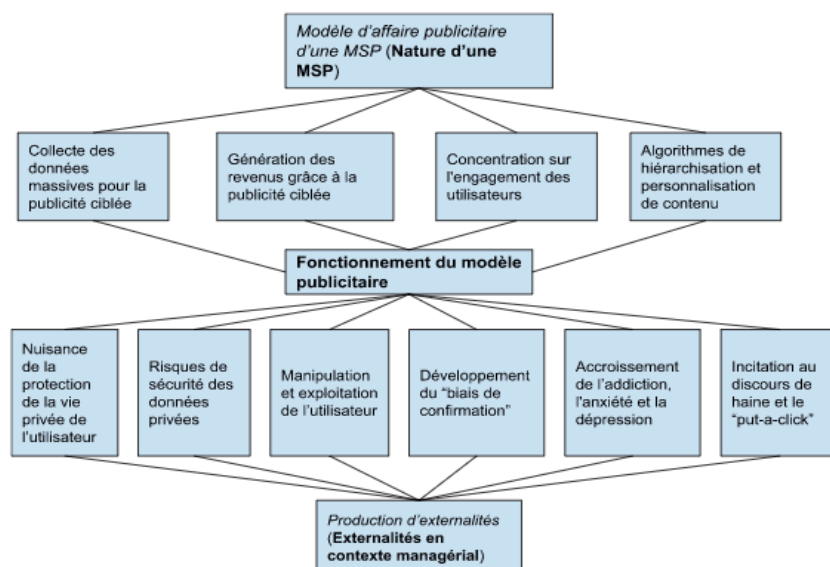 Modèle d'affaire publicitaire
d'une MSP (Nature d'une
MSP)
Collecte des
données
massives pour la
publicité ciblée
Génération des
revenus grâce à la
publicité ciblée
Concentration sur
l'engagement des
utilisateurs
Algorithmes de
hiérarchisation et
personnalisation
de contenu
Fonctionnement du modèle
publicitaire
Nuisance
de la
protection
de la vie
privée de
l'utilisateur
Risques de
sécurité des
données
privées
Manipulation
et exploitation
de l'utilisateur
Développement
du "biais de
confirmation"
Accroissement
de l'addiction,
l'anxiété et la
dépression
Incitation au
discours de
haine et le
"put-a-click"
Production d'externalités
(Externalités en
contexte managérial)